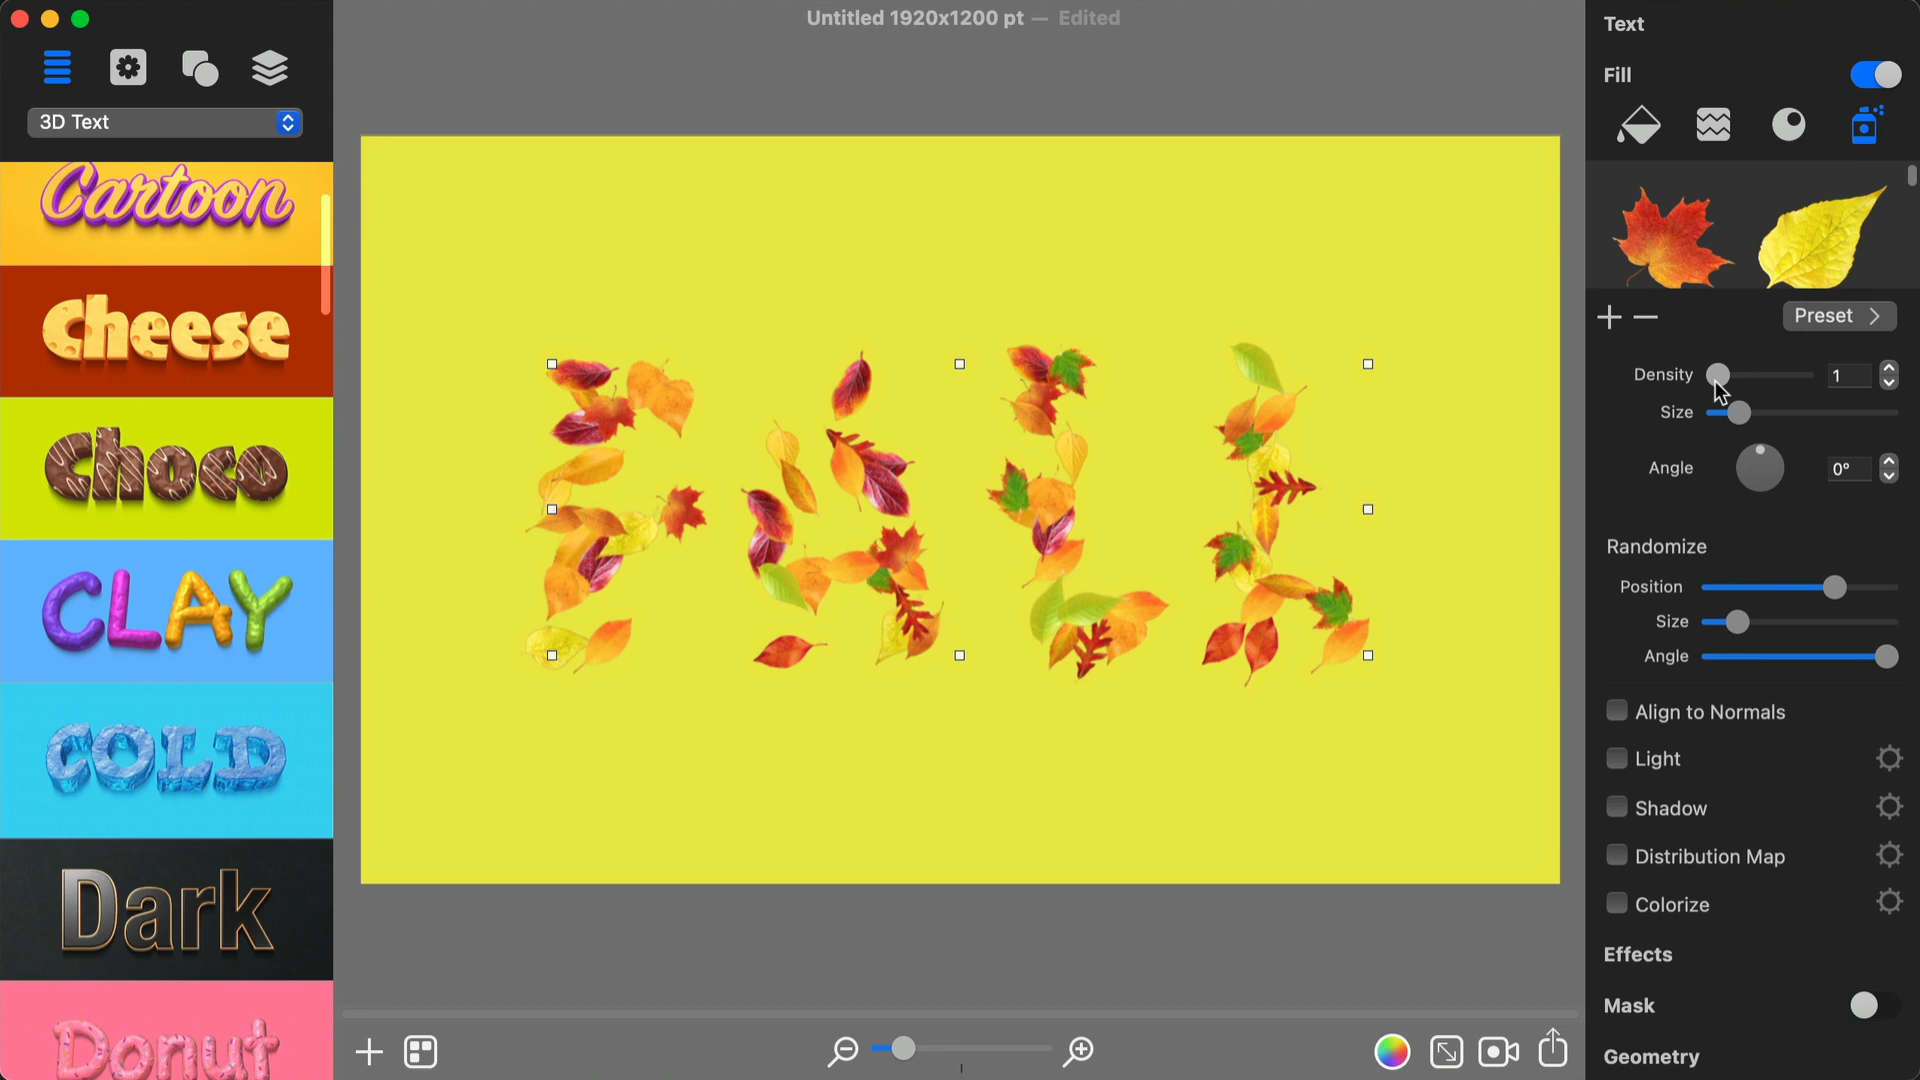 Untitled 1920x1200 pt — Edited
3D Text
Cartoon
Cheese
Choco
CLAY
COLD
Dark
Donut
FALL
Text
Fill
Preset
Density 1
Size
Angle 0°
Randomize
Position
Size
Angle
Align to Normals
Light
Shadow
Distribution Map
Colorize
Effects
Mask
Geometry